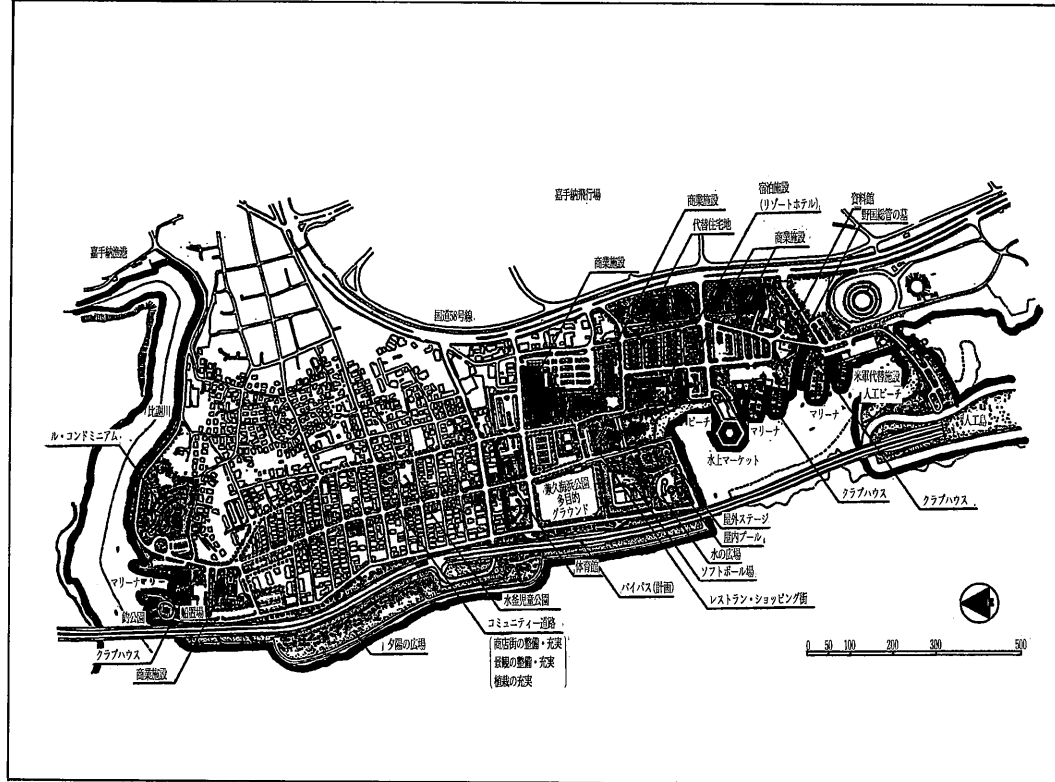 嘉手納飛行場
宿泊施設
(リゾートホテル)
商業施設
資料館
野国総管の墓
代替住宅地
商業施設
嘉手納漁港
商業施設
国道58号線
比謝川
米軍代替施設
人工ビーチ
マリーナ
人工島
ビーチ
マリーナ
水上マーケット
ル・コンドミニアム
兼久海浜公園
多目的
グラウンド
クラブハウス
クラブハウス
屋外ステージ
屋内プール
水の広場
ソフトボール場
体育館
バイパス(計画)
レストラン・ショッピング街
マリーナ
船置場
釣公園
水釜児童公園
コミュニティー道路
商店街の整備・充実
景観の整備・充実
植栽の充実
夕陽の広場
クラブハウス
商業施設
0 50 100 200 300 500